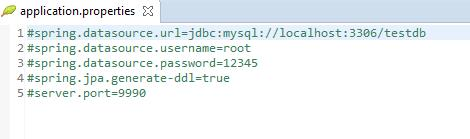 application.properties
1 #spring.datasource.url=jdbc:mysql://localhost:3306/testdb
2 #spring.datasource.username=root
3 #spring.datasource.password=12345
4 #spring.jpa.generate-ddl=true
5 #server.port=9990